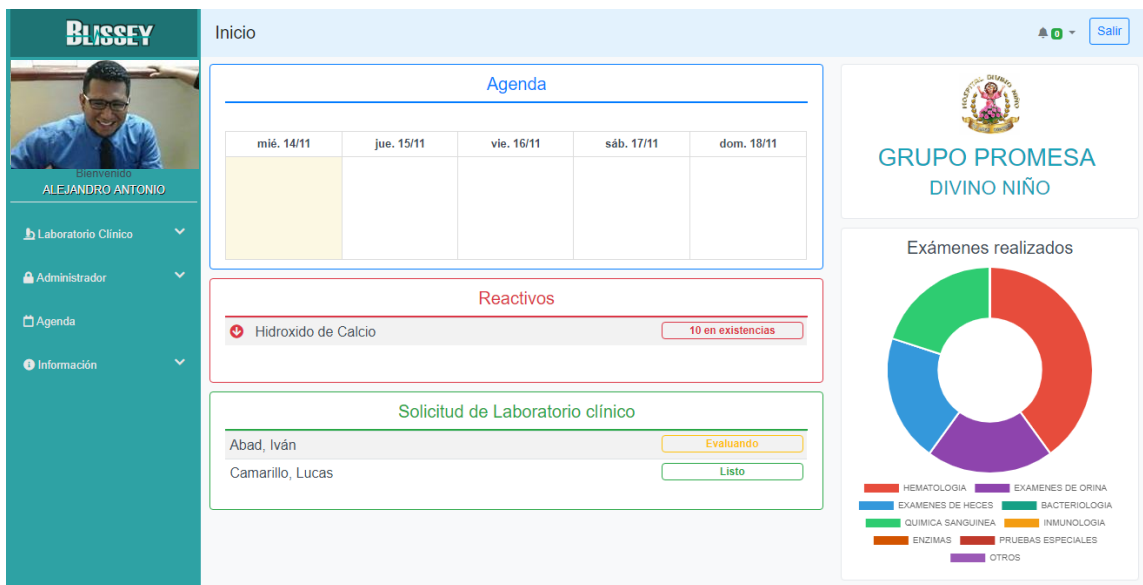 BLISSEY
Bienvenido
ALEJANDRO ANTONIO
Laboratorio Clínico
Administrador
Agenda
Información
Inicio
0
Salir
Agenda
mié. 14/11 jue. 15/11 vie. 16/11 sáb. 17/11 dom. 18/11
Reactivos
Hidroxido de Calcio 10 en existencias
Solicitud de Laboratorio clínico
Abad, Iván Evaluando
Camarillo, Lucas Listo
HOSPITAL DIVINO NIÑO
GRUPO PROMESA
DIVINO NIÑO
Exámenes realizados
HEMATOLOGIA EXAMENES DE ORINA
EXAMENES DE HECES BACTERIOLOGIA
QUIMICA SANGUINEA INMUNOLOGIA
ENZIMAS PRUEBAS ESPECIALES
OTROS